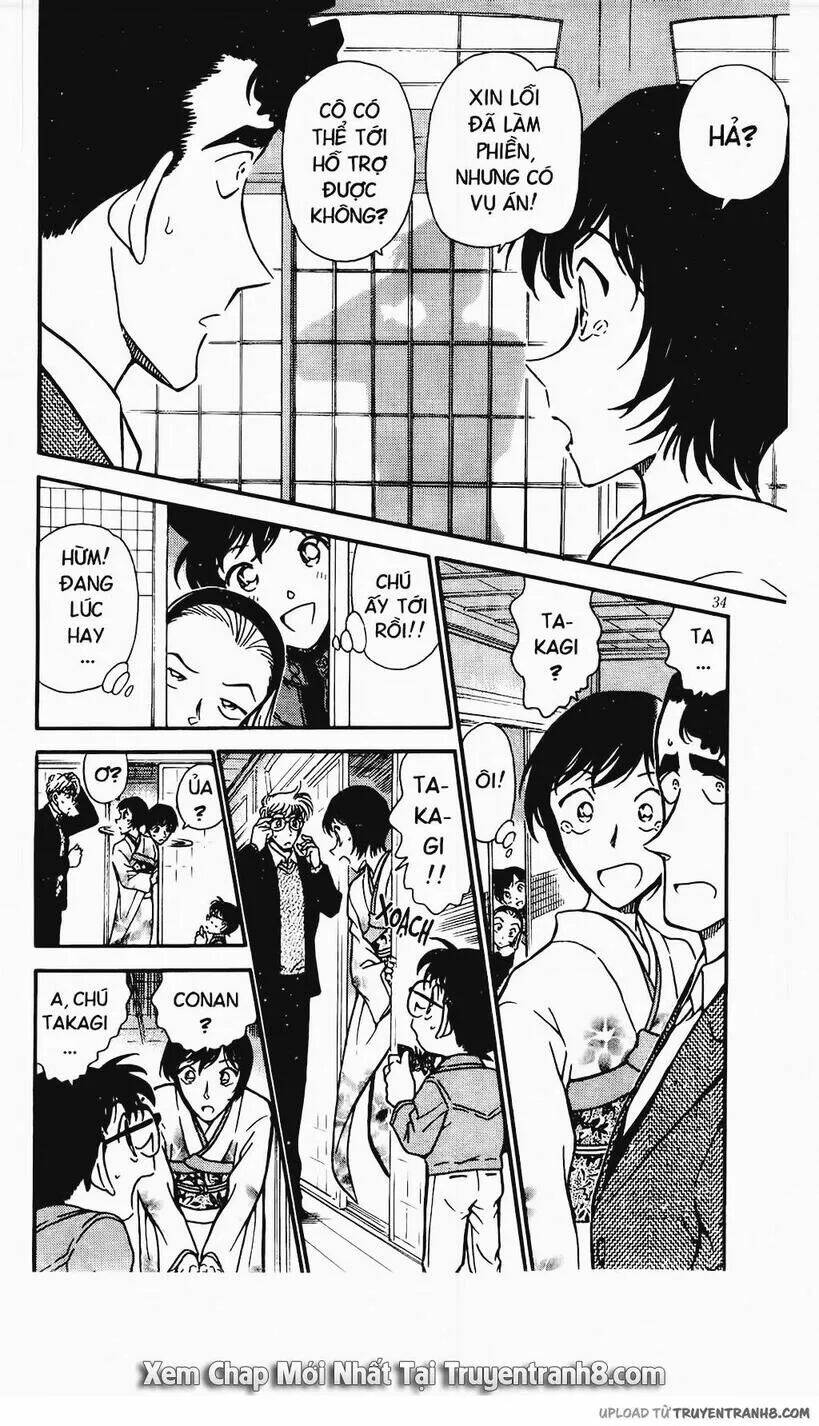 HẢ?
XIN LỖI
ĐÃ LÀM
PHIỀN,
NHƯNG CÓ
VỤ ÁN!
CÔ CÓ
THỂ TỚI
HỖ TRỢ
ĐƯỢC
KHÔNG?
34
TA
...
TA-
KAGI
?
ÔI!
CHÚ
ẤY TỚI
RỒI!!
HỪM!
ĐANG
LÚC
HAY
...
TA-
KA-
GI
!!
XOẠCH
ỦA
?
Ơ?
CONAN
?
A, CHÚ
TAKAGI
...
Xem Chap Mới Nhất Tại Truyentranh8.com
UPLOAD TỪ TRUYENTRANH8.COM